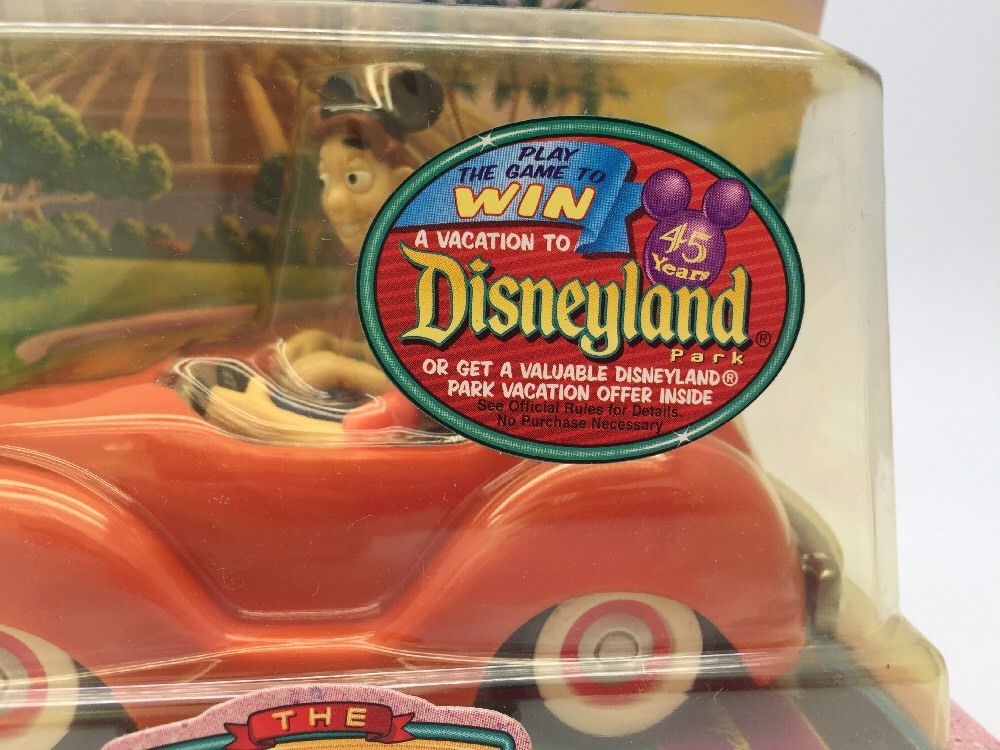 PLAY
THE GAME TO
WIN
A VACATION TO
45
Years
Disneyland®
Park
OR GET A VALUABLE DISNEYLAND®
PARK VACATION OFFER INSIDE
See Official Rules for Details.
No Purchase Necessary
THE